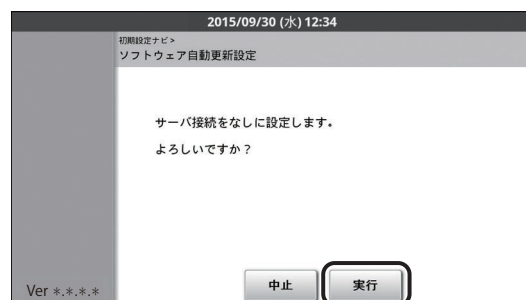 2015/09/30 (水) 12:34
初期設定ナビ>
ソフトウェア自動更新設定
サーバ接続をなしに設定します。
よろしいですか？
中止
実行
Ver *.*.*.*